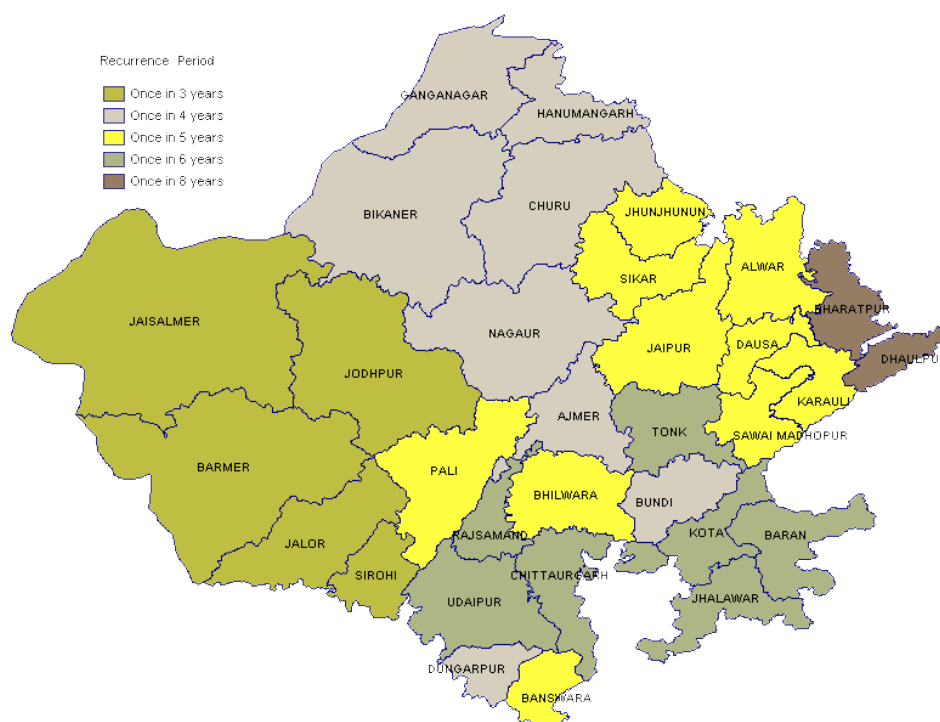 Recurrence Period
Once in 3 years
Once in 4 years
Once in 5 years
Once in 6 years
Once in 8 years
GANGANAGAR
HANUMANGARH
BIKANER
CHURU
JHUNJHUNUN
SIKAR
ALWAR
JAISALMER
NAGAUR
BHARATPUR
JAIPUR
DAUSA
DHAULPU
JODHPUR
KARAULI
AJMER
TONK
SAWAI MADHOPUR
BARMER
PALI
BHILWARA
BUNDI
RAJSAMAND
KOTA
BARAN
JALOR
SIROHI
CHITTAURGARH
UDAIPUR
JHALAWAR
DUNGARPUR
BANSWARA